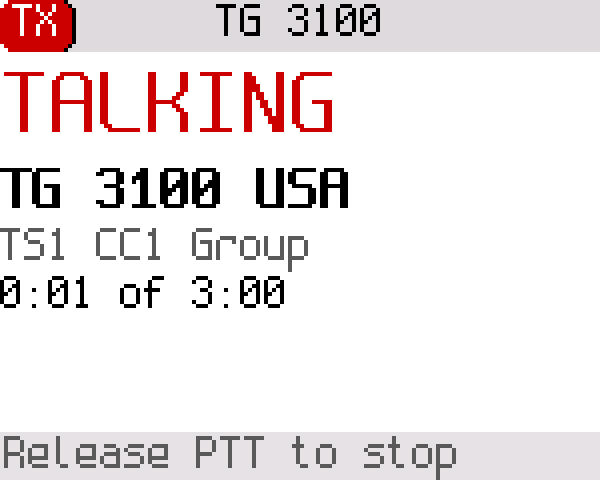 TX TG 3100
TALKING
TG 3100 USA
TS1 CC1 Group
0:01 of 3:00
Release PTT to stop